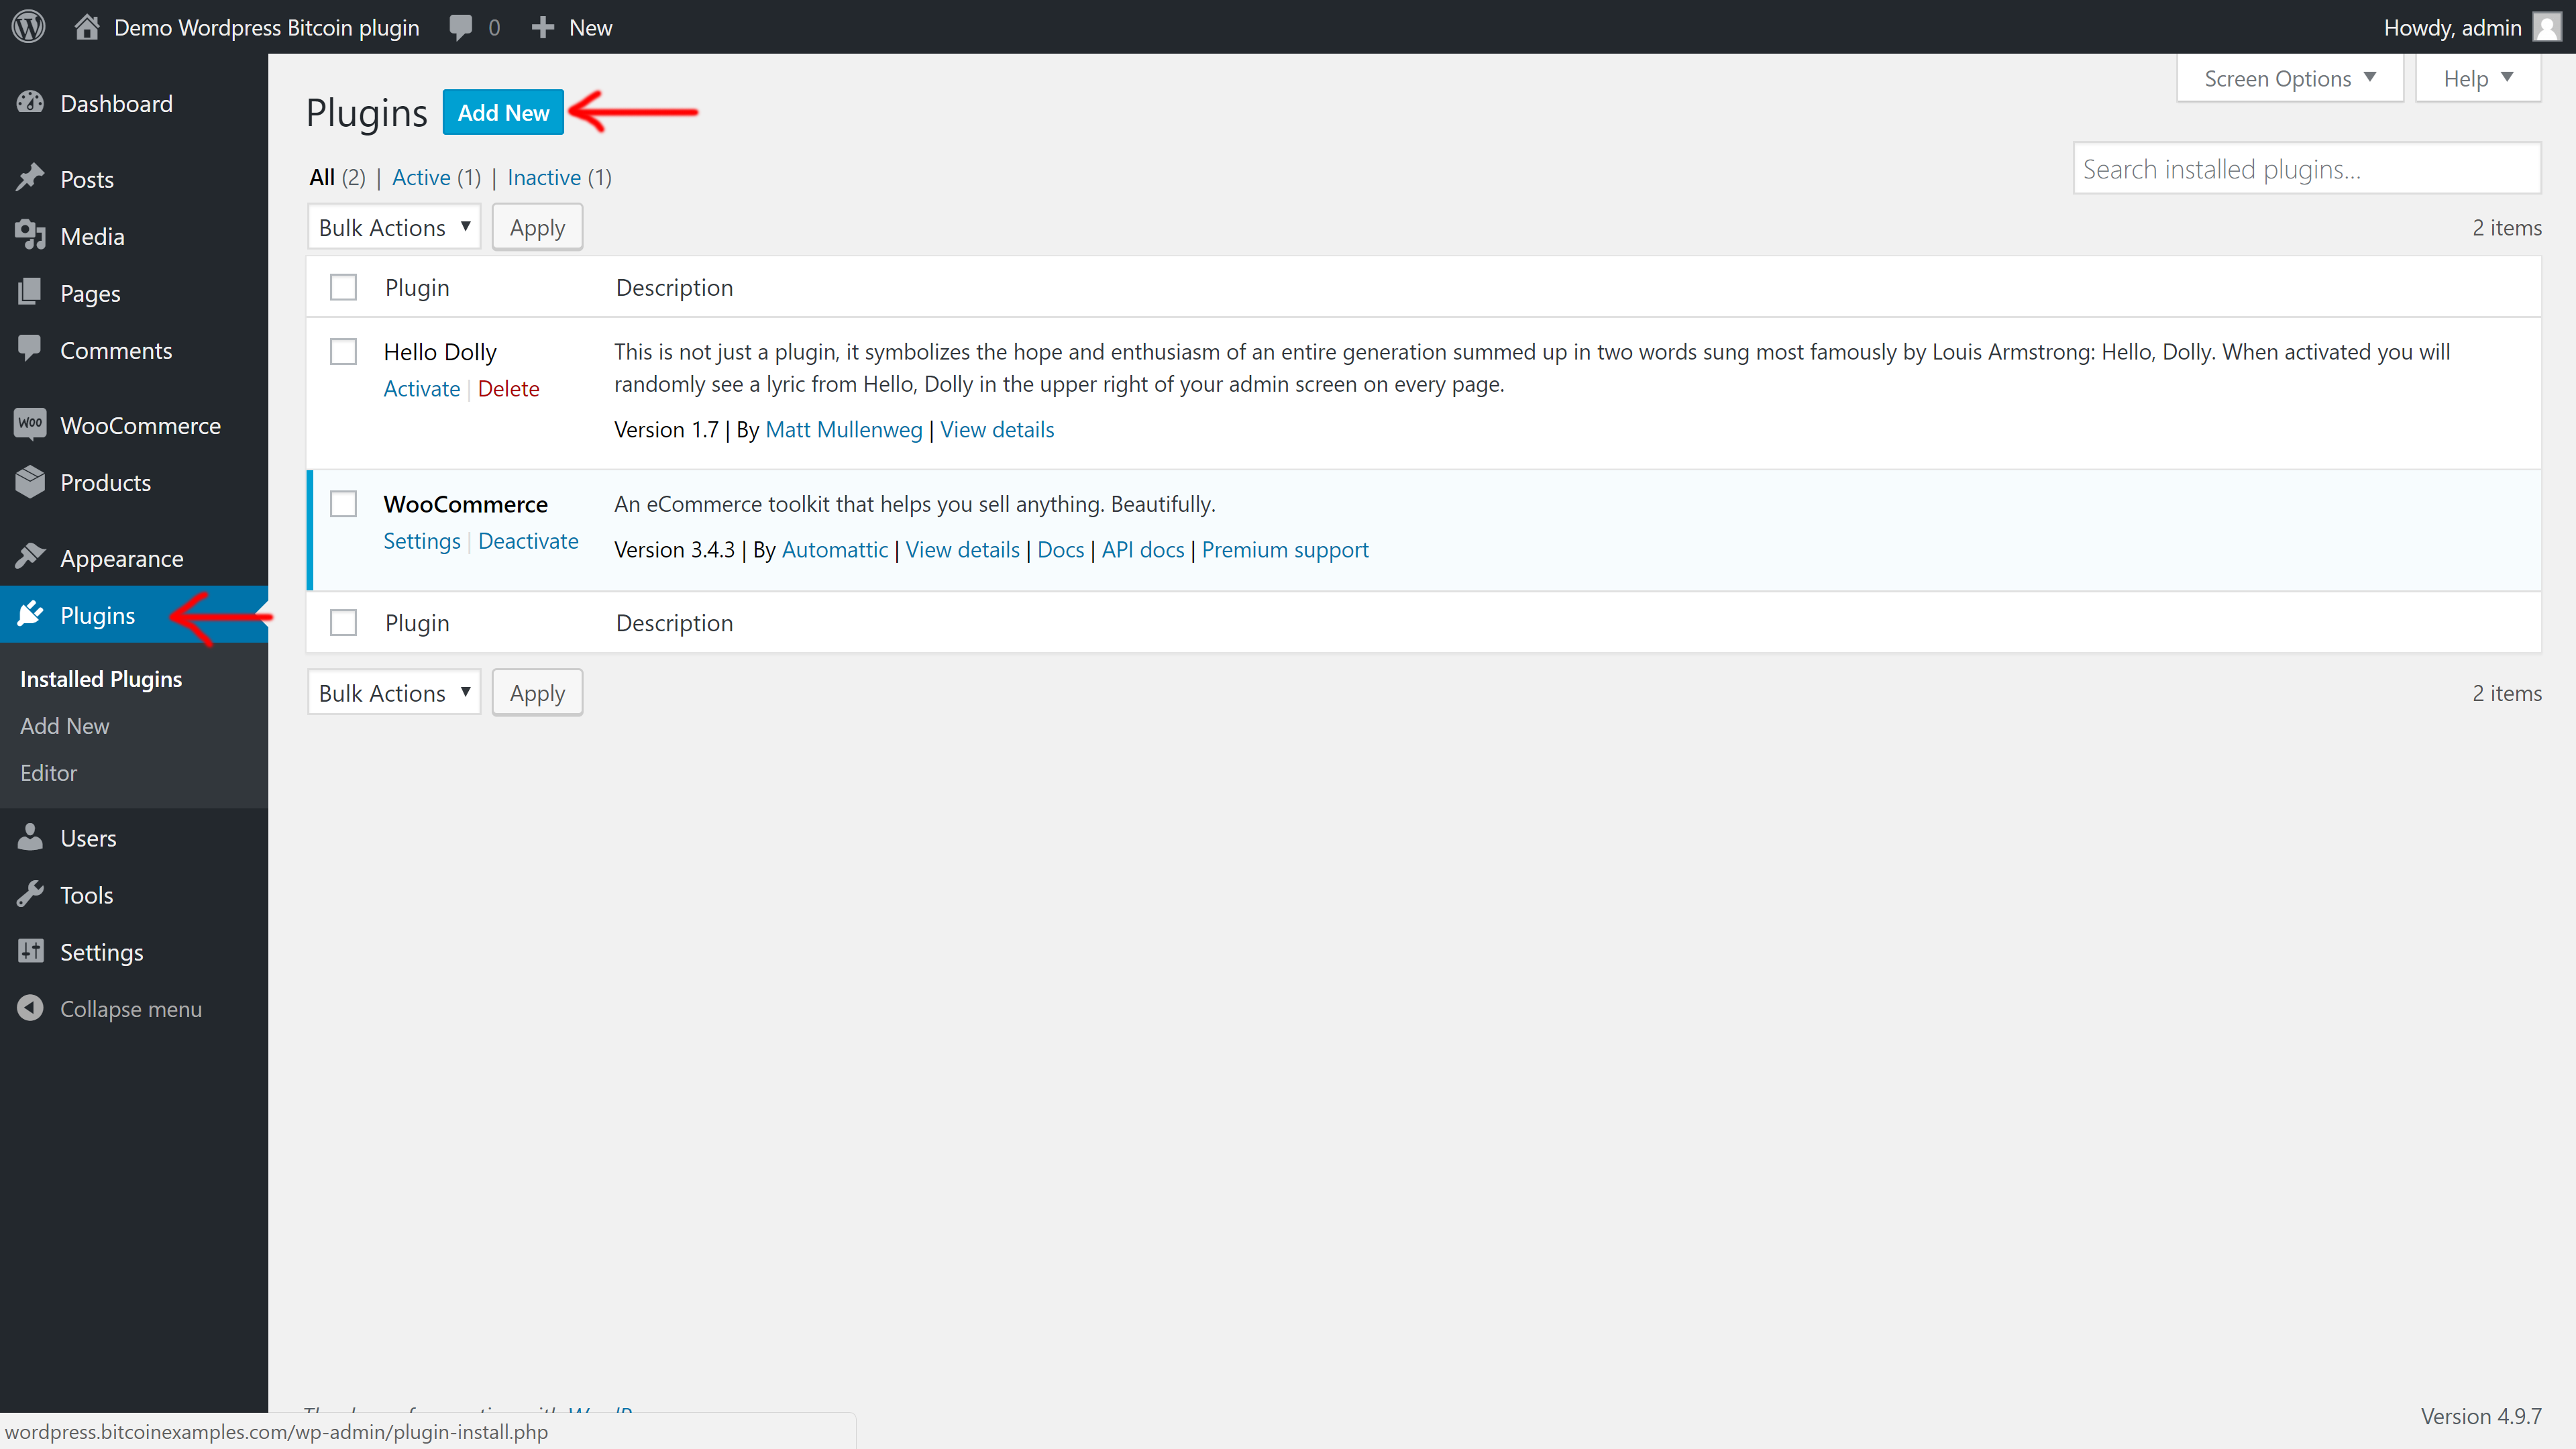 Demo Wordpress Bitcoin plugin 0 New Howdy, admin
Dashboard
Posts
Media
Pages
Comments
WOO WooCommerce
Products
Appearance
Plugins
Installed Plugins
Add New
Editor
Users
Tools
Settings
Collapse menu
Screen Options Help
Plugins Add New
All (2) | Active (1) | Inactive (1)
Search installed plugins...
Bulk Actions Apply 2 items
Plugin Description
Hello Dolly
Activate | Delete
This is not just a plugin, it symbolizes the hope and enthusiasm of an entire generation summed up in two words sung most famously by Louis Armstrong: Hello, Dolly. When activated you will
randomly see a lyric from Hello, Dolly in the upper right of your admin screen on every page.
Version 1.7 | By Matt Mullenweg | View details
WooCommerce
Settings | Deactivate
An eCommerce toolkit that helps you sell anything. Beautifully.
Version 3.4.3 | By Automattic | View details | Docs | API docs | Premium support
Plugin Description
Bulk Actions Apply 2 items
Version 4.9.7
wordpress.bitcoinexamples.com/wp-admin/plugin-install.php